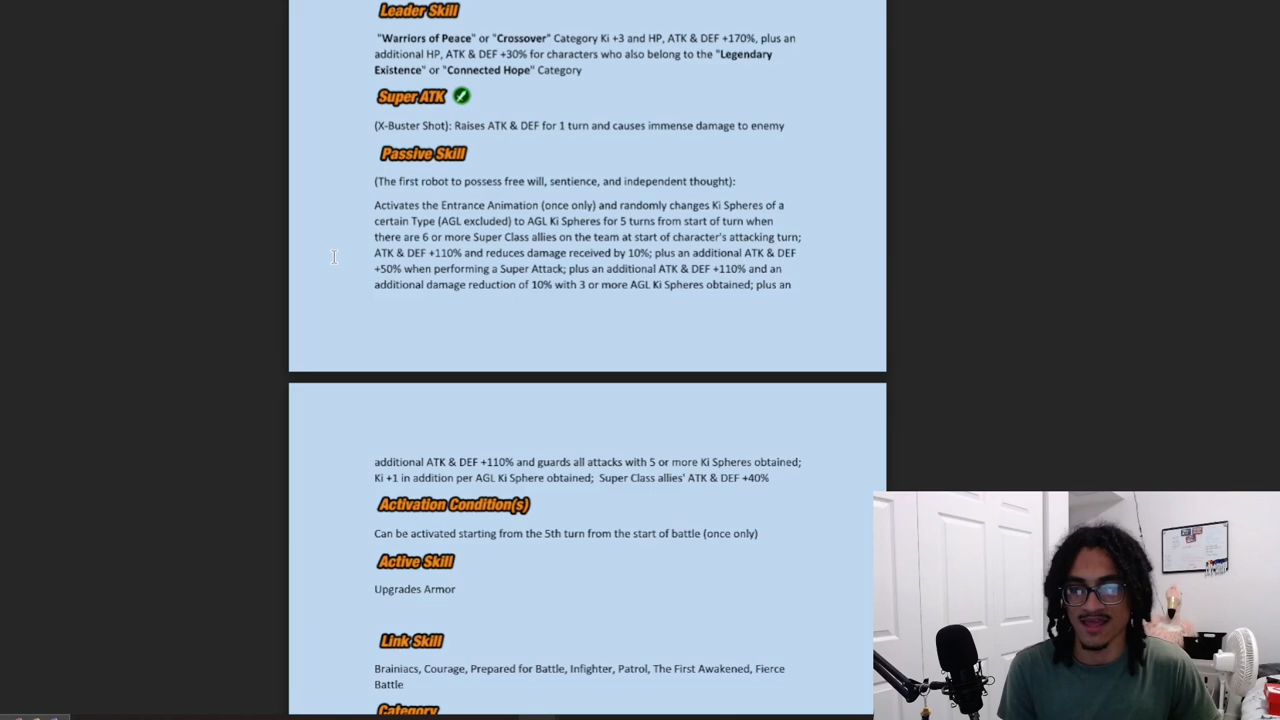 Leader Skill
"Warriors of Peace" or "Crossover" Category Ki +3 and HP, ATK & DEF +170%, plus an
additional HP, ATK & DEF +30% for characters who also belong to the "Legendary
Existence" or "Connected Hope" Category
Super ATK
(X-Buster Shot): Raises ATK & DEF for 1 turn and causes immense damage to enemy
Passive Skill
(The first robot to possess free will, sentience, and independent thought):
Activates the Entrance Animation (once only) and randomly changes Ki Spheres of a
certain Type (AGL excluded) to AGL Ki Spheres for 5 turns from start of turn when
there are 6 or more Super Class allies on the team at start of character's attacking turn;
ATK & DEF +110% and reduces damage received by 10%; plus an additional ATK & DEF
+50% when performing a Super Attack; plus an additional ATK & DEF +110% and an
additional damage reduction of 10% with 3 or more AGL Ki Spheres obtained; plus an
additional ATK & DEF +110% and guards all attacks with 5 or more Ki Spheres obtained;
Ki +1 in addition per AGL Ki Sphere obtained;  Super Class allies' ATK & DEF +40%
Activation Condition(s)
Can be activated starting from the 5th turn from the start of battle (once only)
Active Skill
Upgrades Armor
Link Skill
Brainiacs, Courage, Prepared for Battle, Infighter, Patrol, The First Awakened, Fierce
Battle
Category